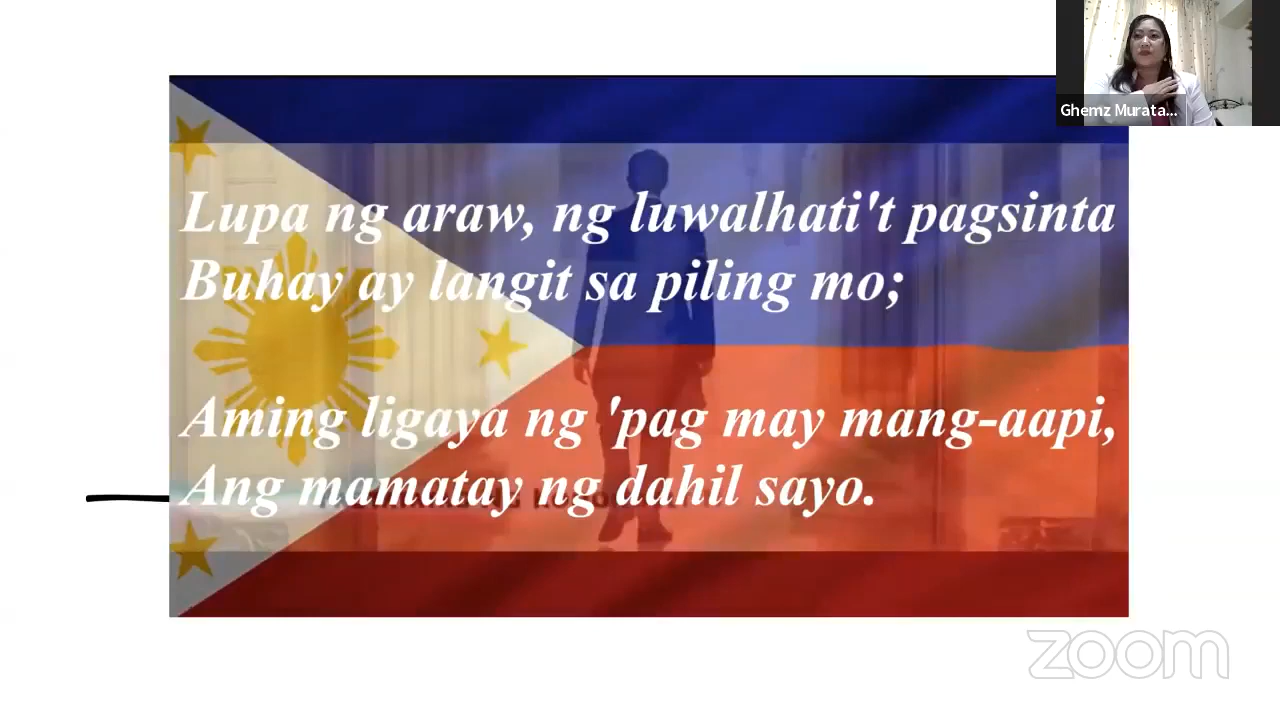 Ghemz Murata...
Lupa ng araw, ng luwalhati't pagsinta
Buhay ay langit sa piling mo;
Aming ligaya ng 'pag may mang-aapi,
Ang mamatay ng dahil sayo.
zoom